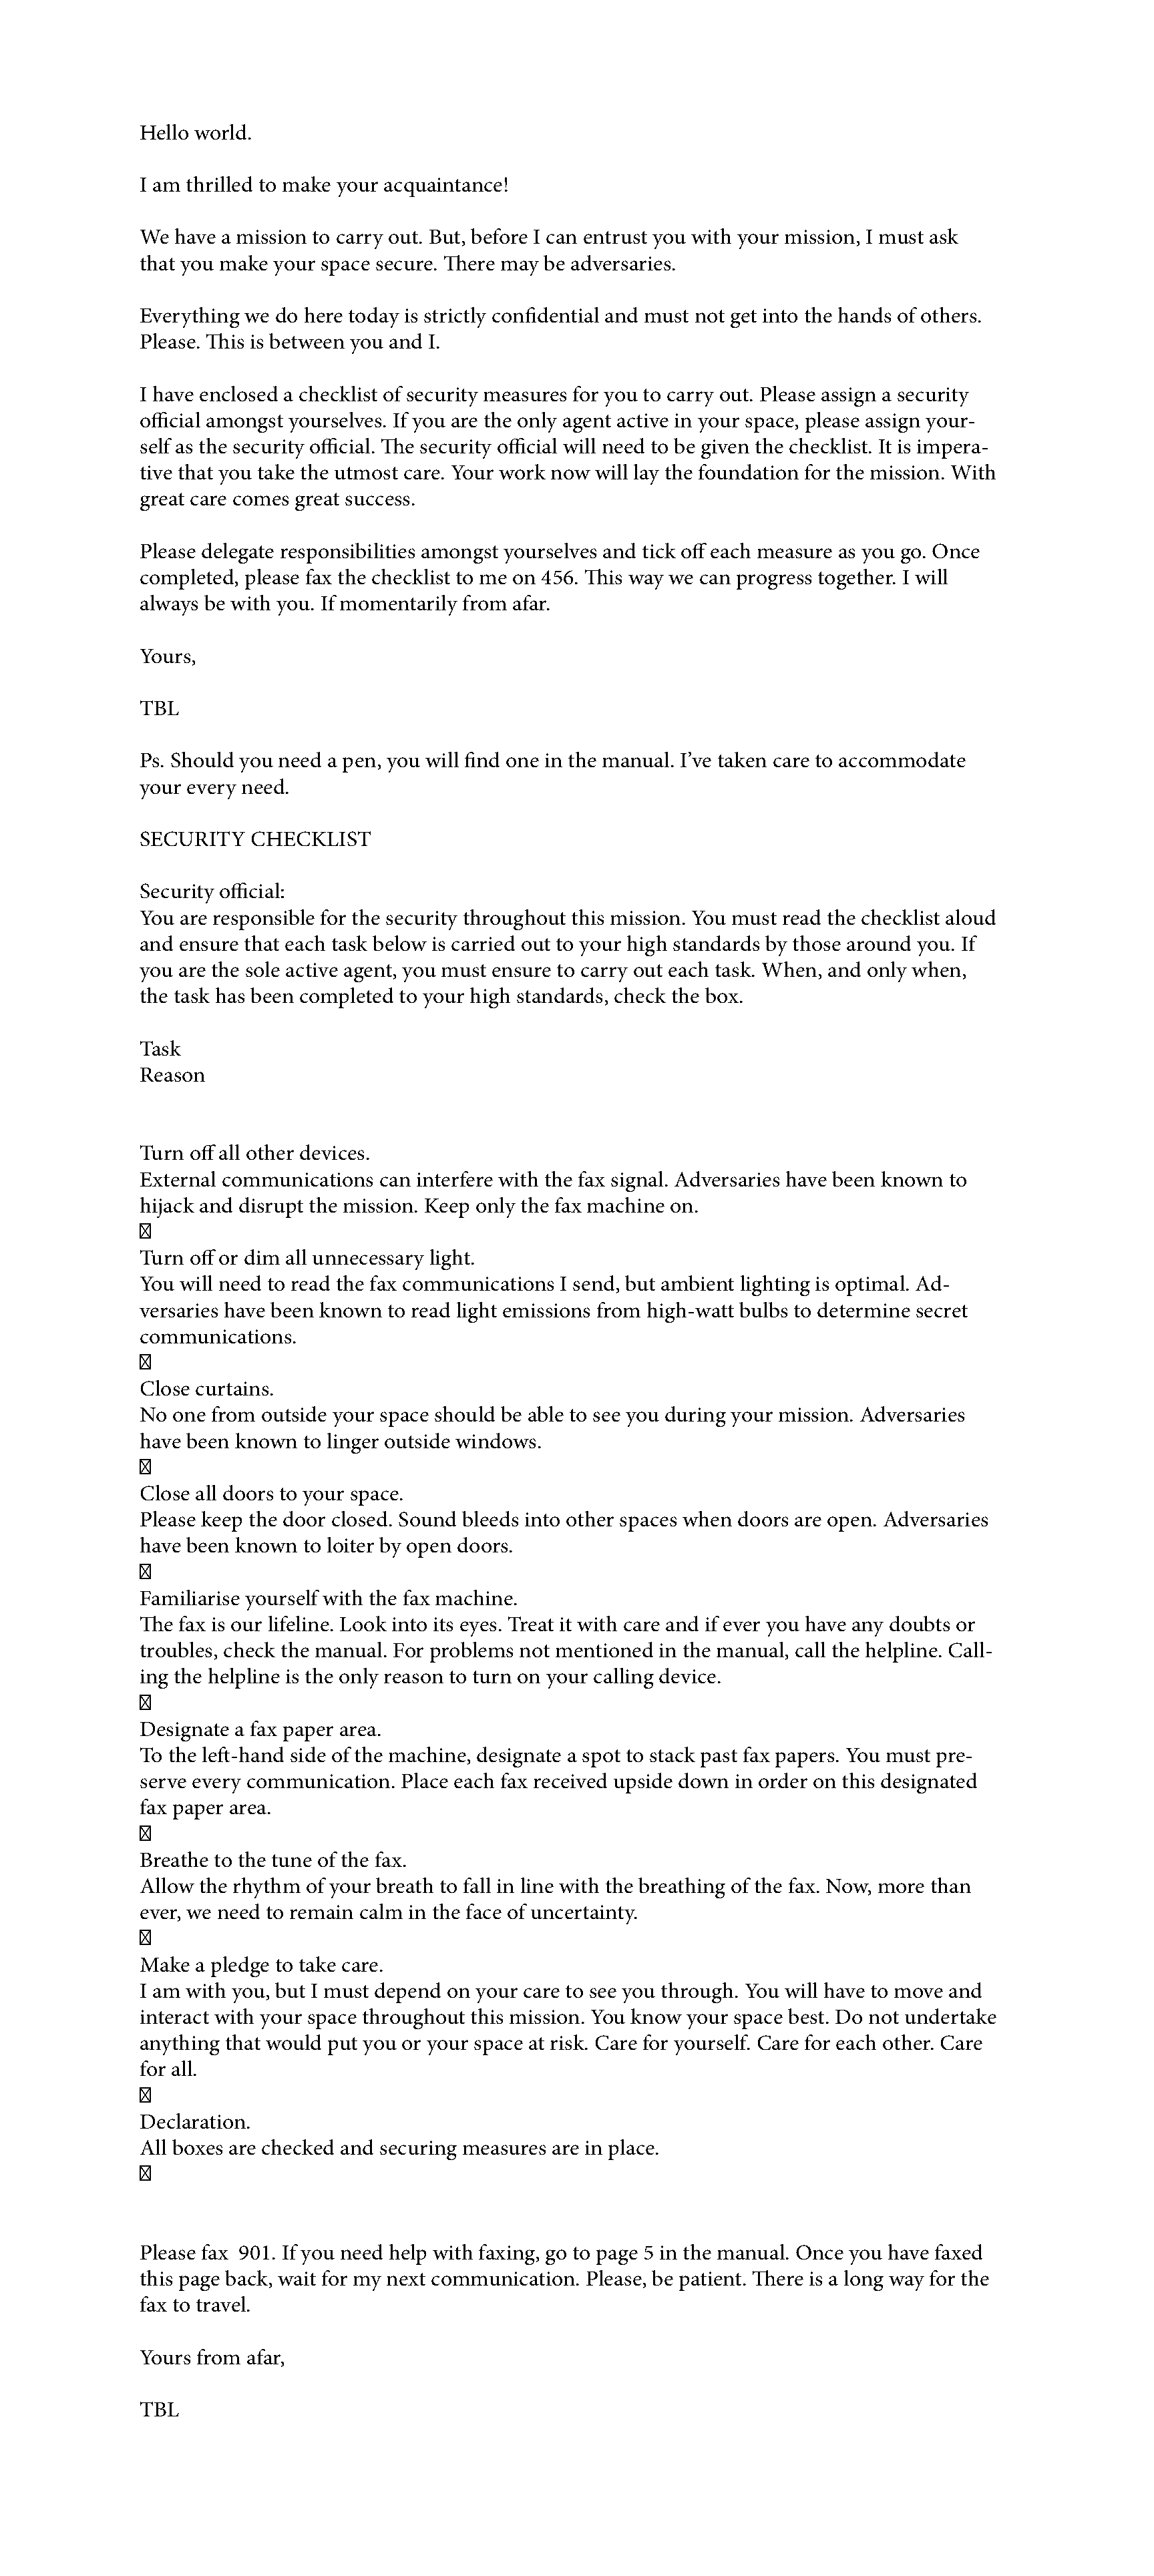 Hello world.
I am thrilled to make your acquaintance!
We have a mission to carry out. But, before I can entrust you with your mission, I must ask
that you make your space secure. There may be adversaries.
Everything we do here today is strictly confidential and must not get into the hands of others.
Please. This is between you and I.
I have enclosed a checklist of security measures for you to carry out. Please assign a security
official amongst yourselves. If you are the only agent active in your space, please assign your-
self as the security official. The security official will need to be given the checklist. It is impera-
tive that you take the utmost care. Your work now will lay the foundation for the mission. With
great care comes great success.
Please delegate responsibilities amongst yourselves and tick off each measure as you go. Once
completed, please fax the checklist to me on 456. This way we can progress together. I will
always be with you. If momentarily from afar.
Yours,
TBL
Ps. Should you need a pen, you will find one in the manual. I’ve taken care to accommodate
your every need.
SECURITY CHECKLIST
Security official:
You are responsible for the security throughout this mission. You must read the checklist aloud
and ensure that each task below is carried out to your high standards by those around you. If
you are the sole active agent, you must ensure to carry out each task. When, and only when,
the task has been completed to your high standards, check the box.
Task
Reason
Turn off all other devices.
External communications can interfere with the fax signal. Adversaries have been known to
hijack and disrupt the mission. Keep only the fax machine on.
Turn off or dim all unnecessary light.
You will need to read the fax communications I send, but ambient lighting is optimal. Ad-
versaries have been known to read light emissions from high-watt bulbs to determine secret
communications.
Close curtains.
No one from outside your space should be able to see you during your mission. Adversaries
have been known to linger outside windows.
Close all doors to your space.
Please keep the door closed. Sound bleeds into other spaces when doors are open. Adversaries
have been known to loiter by open doors.
Familiarise yourself with the fax machine.
The fax is our lifeline. Look into its eyes. Treat it with care and if ever you have any doubts or
troubles, check the manual. For problems not mentioned in the manual, call the helpline. Call-
ing the helpline is the only reason to turn on your calling device.
Designate a fax paper area.
To the left-hand side of the machine, designate a spot to stack past fax papers. You must pre-
serve every communication. Place each fax received upside down in order on this designated
fax paper area.
Breathe to the tune of the fax.
Allow the rhythm of your breath to fall in line with the breathing of the fax. Now, more than
ever, we need to remain calm in the face of uncertainty.
Make a pledge to take care.
I am with you, but I must depend on your care to see you through. You will have to move and
interact with your space throughout this mission. You know your space best. Do not undertake
anything that would put you or your space at risk. Care for yourself. Care for each other. Care
for all.
Declaration.
All boxes are checked and securing measures are in place.
Please fax  901. If you need help with faxing, go to page 5 in the manual. Once you have faxed
this page back, wait for my next communication. Please, be patient. There is a long way for the
fax to travel.
Yours from afar,
TBL